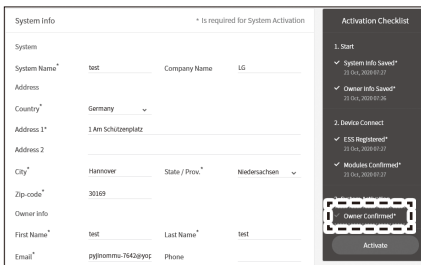 System info
* Is required for System Activation
System
System Name*
test
Company Name
LG
Address
Country*
Germany
Address 1*
1 Am Schützenplatz
Address 2
City*
Hannover
State / Prov.*
Niedersachsen
Zip-code*
30169
Owner Info
First Name*
test
Last Name*
test
Email*
pyjinommu-7642@yop
Phone
Activation Checklist
1. Start
System Info Saved*
21 Oct, 2020 07:27
Owner Info Saved*
21 Oct, 2020 07:26
2. Device Connect
ESS Registered*
21 Oct, 2020 07:27
Modules Confirmed*
21 Oct, 2020 07:27
Owner Confirmed*
Activate